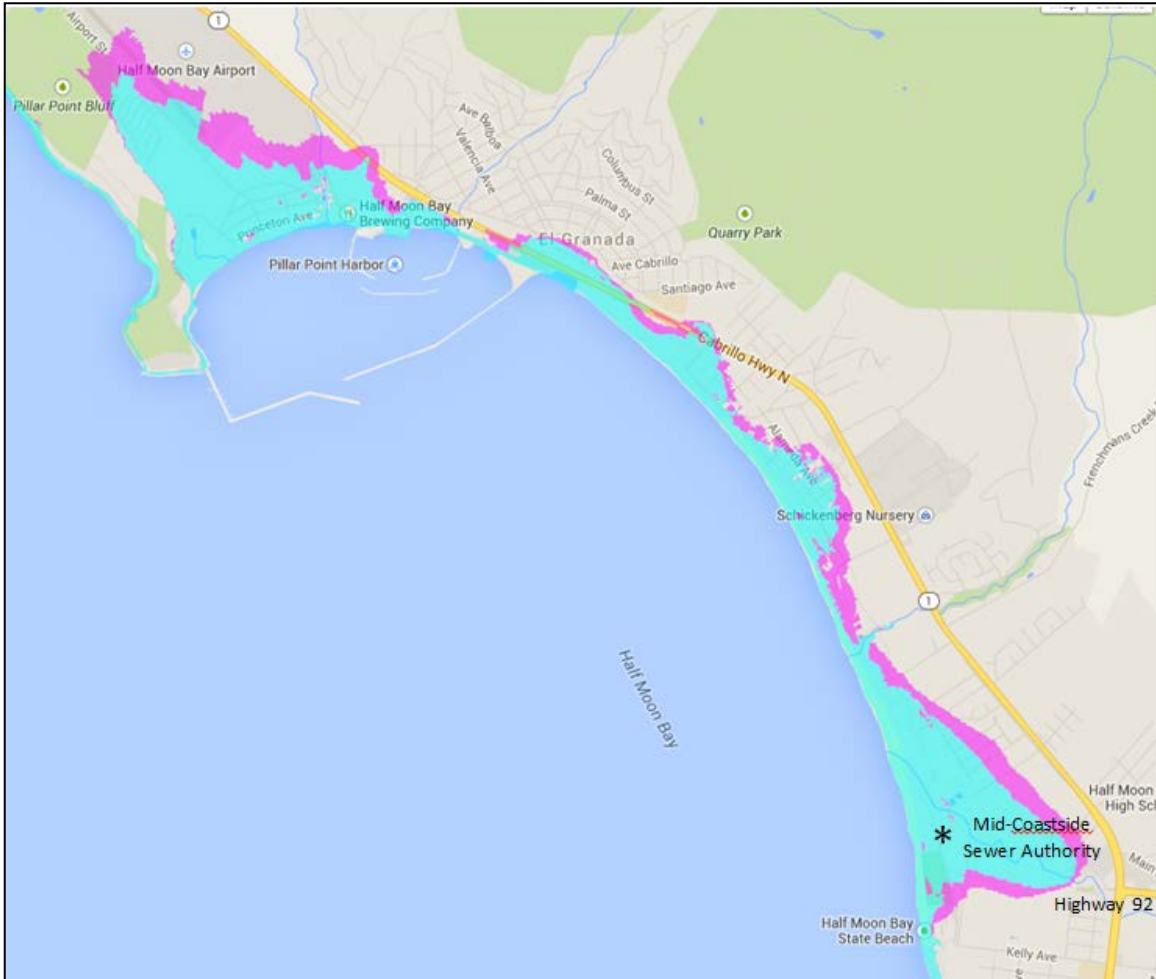 1
Airport St
Half Moon Bay Airport
Pillar Point Bluff
Ave Balboa
Valencia Ave
Columbus St
Palma St
Quarry Park
Princeton Ave
Half Moon Bay
Brewing Company
El Granada
Pillar Point Harbor
Ave Cabrillo
Santiago Ave
Cabrillo Hwy N
Alameda Ave
Frenchmans Creek
Schickenberg Nursery
1
Half Moon Bay
Half Moon
High Sc
Mid-Coastside
Sewer Authority
*
Main
Highway 92
Half Moon Bay
State Beach
Kelly Ave